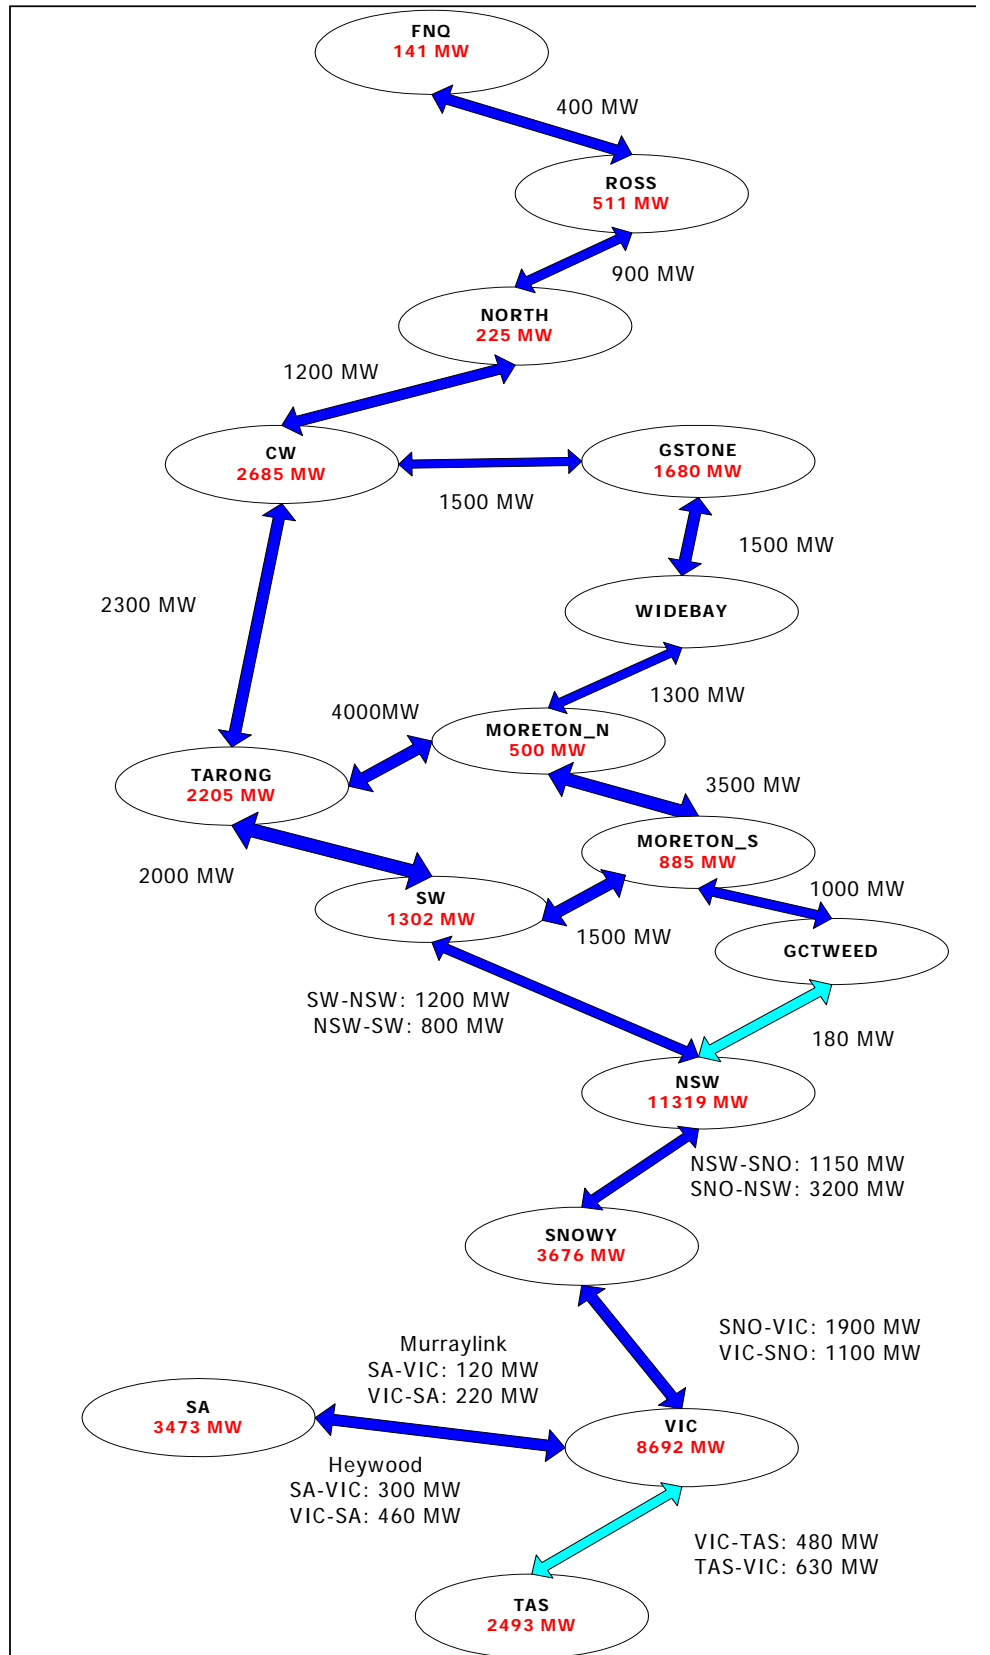 FNQ
141 MW
400 MW
ROSS
511 MW
900 MW
NORTH
225 MW
1200 MW
CW
2685 MW
GSTONE
1680 MW
1500 MW
1500 MW
2300 MW
WIDEBAY
1300 MW
4000MW
MORETON_N
500 MW
TARONG
2205 MW
3500 MW
MORETON_S
885 MW
2000 MW
SW
1302 MW
1500 MW
1000 MW
GCTWEED
SW-NSW: 1200 MW
NSW-SW: 800 MW
180 MW
NSW
11319 MW
NSW-SNO: 1150 MW
SNO-NSW: 3200 MW
SNOWY
3676 MW
SNO-VIC: 1900 MW
VIC-SNO: 1100 MW
Murraylink
SA-VIC: 120 MW
VIC-SA: 220 MW
SA
3473 MW
VIC
8692 MW
Heywood
SA-VIC: 300 MW
VIC-SA: 460 MW
VIC-TAS: 480 MW
TAS-VIC: 630 MW
TAS
2493 MW